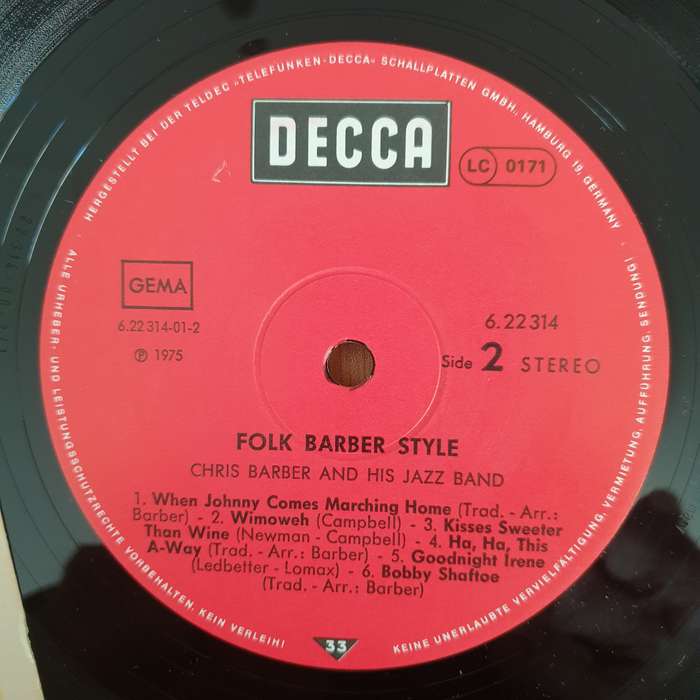 HERGESTELLT BEI DER TELDEC »TELEFUNKEN-DECCA« SCHALLPLATTEN GMBH., HAMBURG 19, GERMANY
DECCA
LC 0171
GEMA
6.22314-01-2
℗ 1975
6.22314
Side 2 STEREO
FOLK BARBER STYLE
CHRIS BARBER AND HIS JAZZ BAND
1. When Johnny Comes Marching Home (Trad. - Arr.:
Barber) - 2. Wimoweh (Campbell) - 3. Kisses Sweeter
Than Wine (Newman - Campbell) - 4. Ha, Ha, This
A-Way (Trad. - Arr.: Barber) - 5. Goodnight Irene
(Ledbetter - Lomax) - 6. Bobby Shaftoe
(Trad. - Arr.: Barber)
33
ALLE URHEBER- UND LEISTUNGSSCHUTZRECHTE VORBEHALTEN. KEIN VERLEIH!
KEINE UNERLAUBTE VERVIELFÄLTIGUNG, VERMIETUNG, AUFFÜHRUNG, SENDUNG!